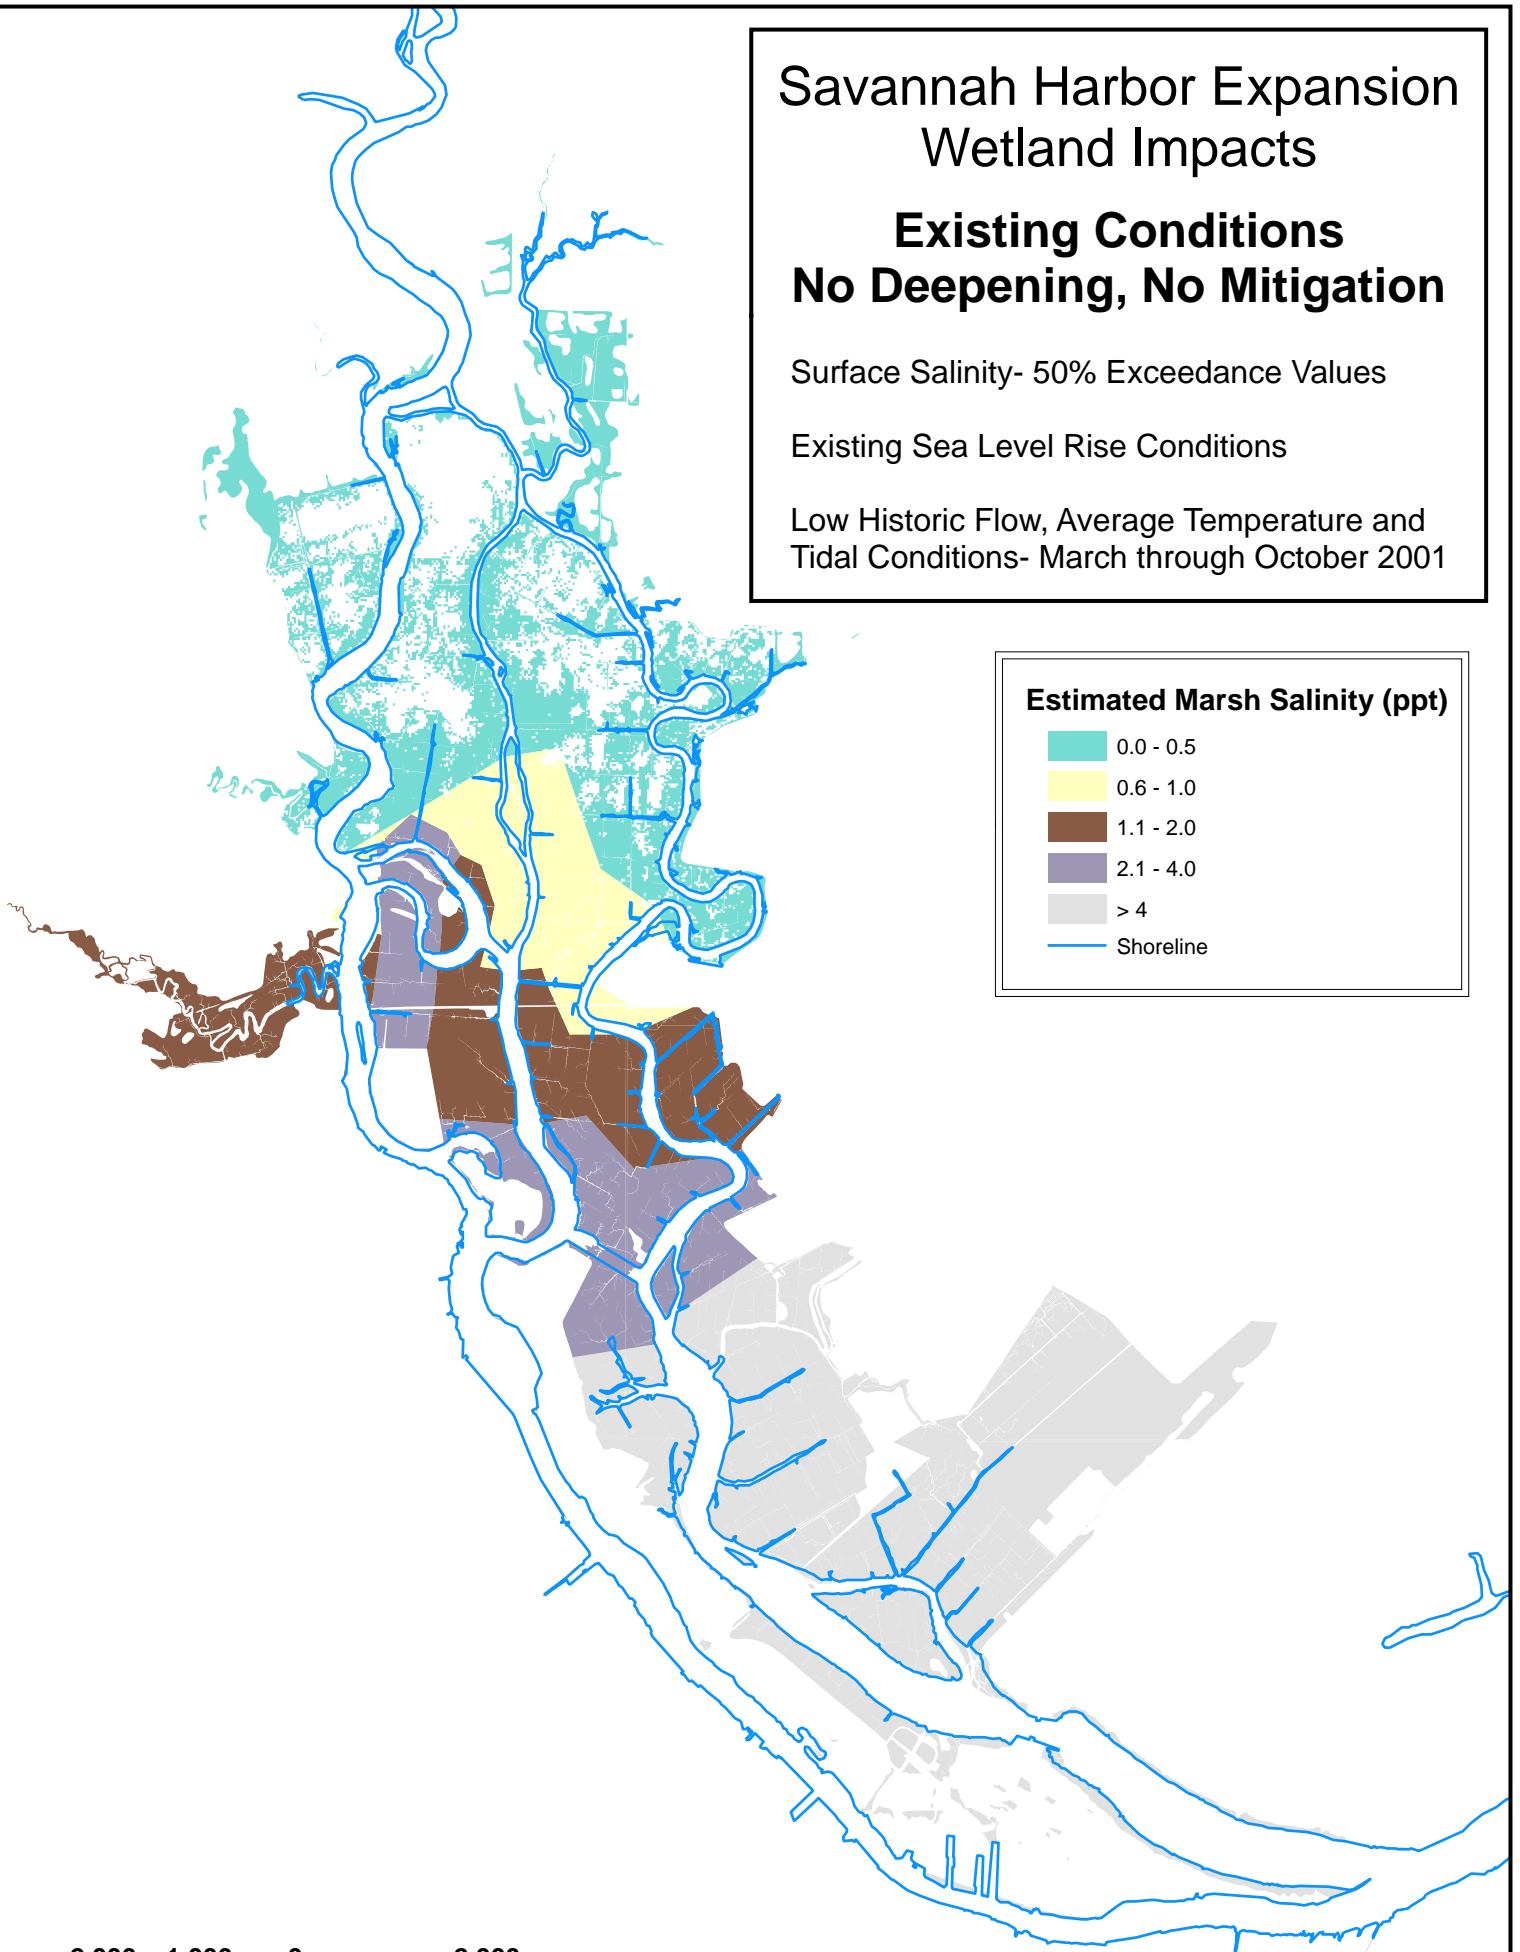 Savannah Harbor Expansion
Wetland Impacts
Existing Conditions
No Deepening, No Mitigation
Surface Salinity- 50% Exceedance Values
Existing Sea Level Rise Conditions
Low Historic Flow, Average Temperature and
Tidal Conditions- March through October 2001
Estimated Marsh Salinity (ppt)
0.0 - 0.5
0.6 - 1.0
1.1 - 2.0
2.1 - 4.0
> 4
Shoreline